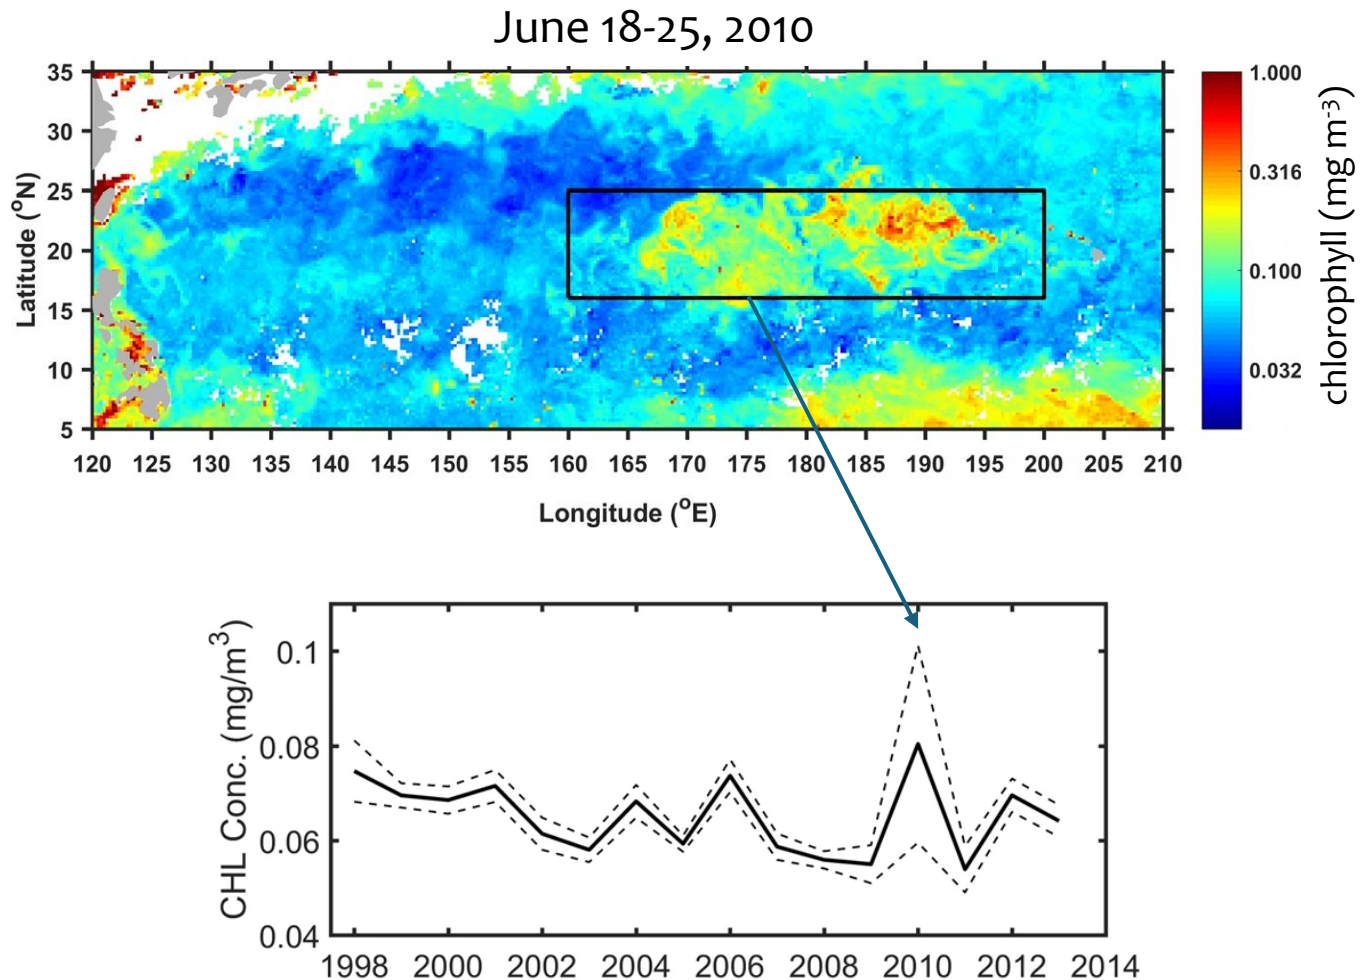 June 18-25, 2010
35
30
25
20
15
10
5
Latitude (°N)
120 125 130 135 140 145 150 155 160 165 170 175 180 185 190 195 200 205 210
Longitude (°E)
1.000
0.316
0.100
0.032
chlorophyll (mg m⁻³)
0.1
0.08
0.06
0.04
CHL Conc. (mg/m³)
1998 2000 2002 2004 2006 2008 2010 2012 2014